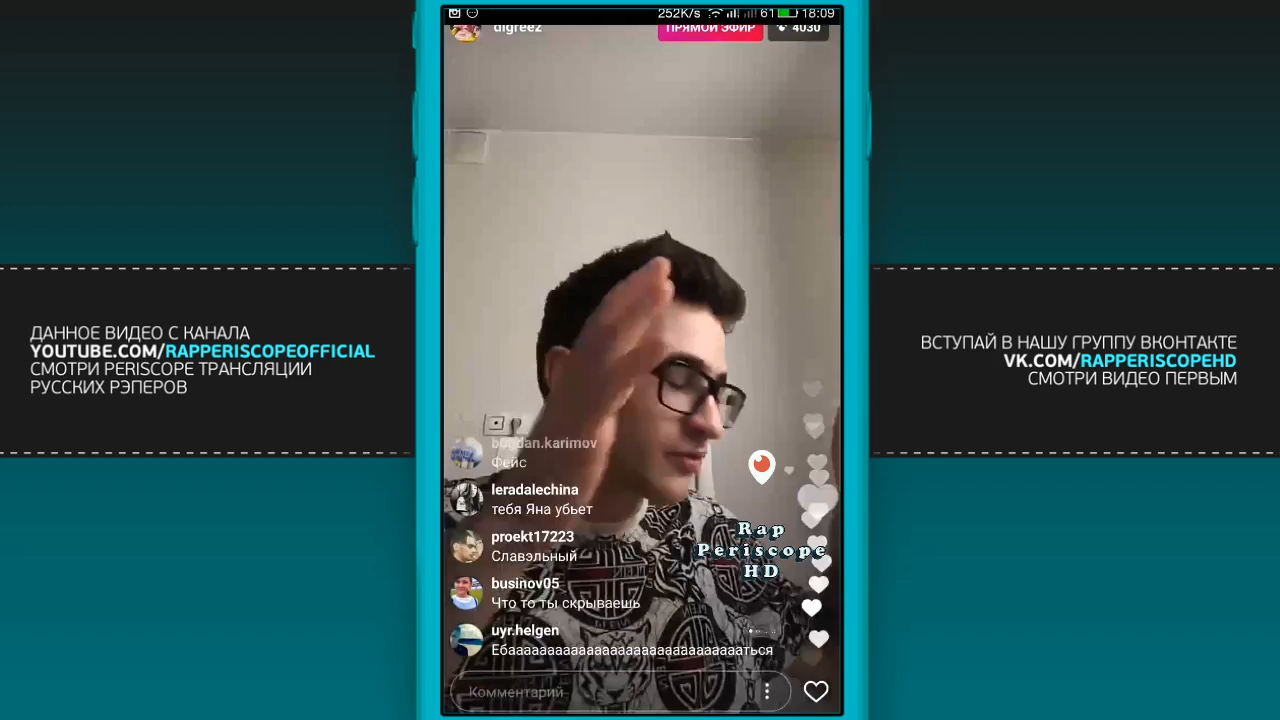 252K/s 61 18:09
digreez ПРЯМОЙ ЭФИР 4030
ДАННОЕ ВИДЕО С КАНАЛА
YOUTUBE.COM/RAPPERISCOPEOFFICIAL
СМОТРИ PERISCOPE ТРАНСЛЯЦИИ
РУССКИХ РЭПЕРОВ
ВСТУПАЙ В НАШУ ГРУППУ ВКОНТАКТЕ
VK.COM/RAPPERISCOPEHD
СМОТРИ ВИДЕО ПЕРВЫМ
bogdan.karimov
Фейс
leradalechina
тебя Яна убьет
proekt17223
Славэльный
businov05
Что то ты скрываешь
uyr.helgen
Ебааааааааааааааааааааааааааааааться
Rap
Periscope
HD
Комментарий